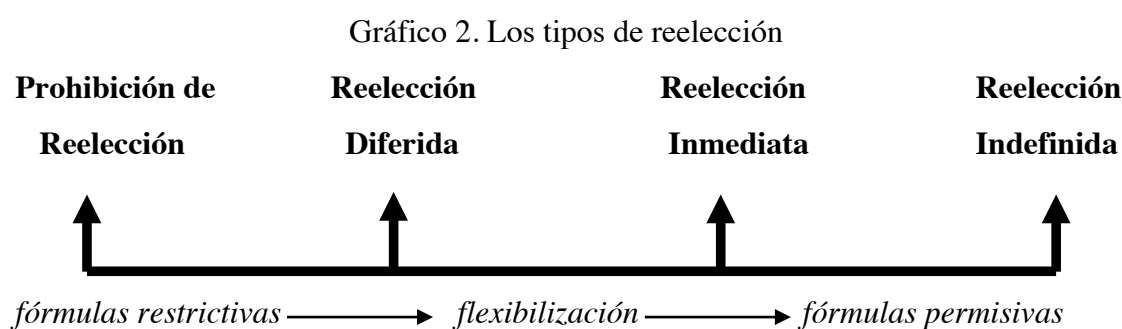 Gráfico 2. Los tipos de reelección
Prohibición de Reelección Reelección Reelección
Reelección Diferida Inmediata Indefinida
fórmulas restrictivas flexibilización fórmulas permisivas